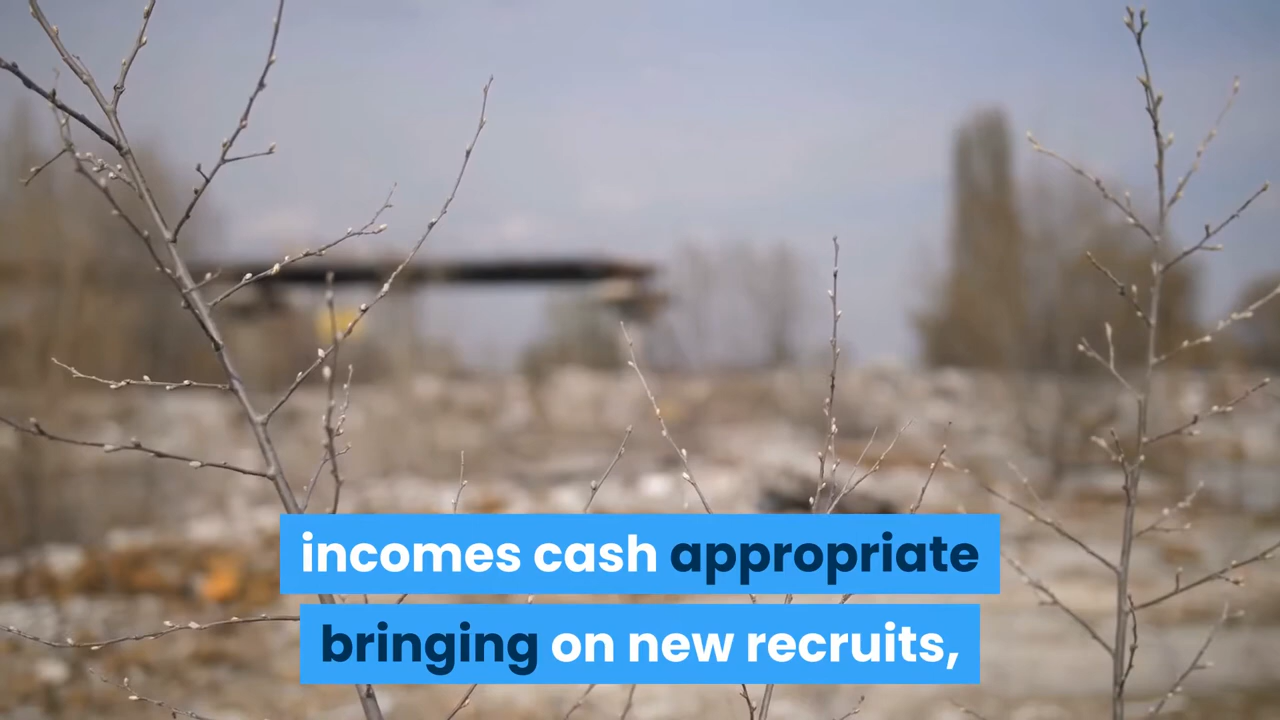 incomes cash appropriate
bringing on new recruits,